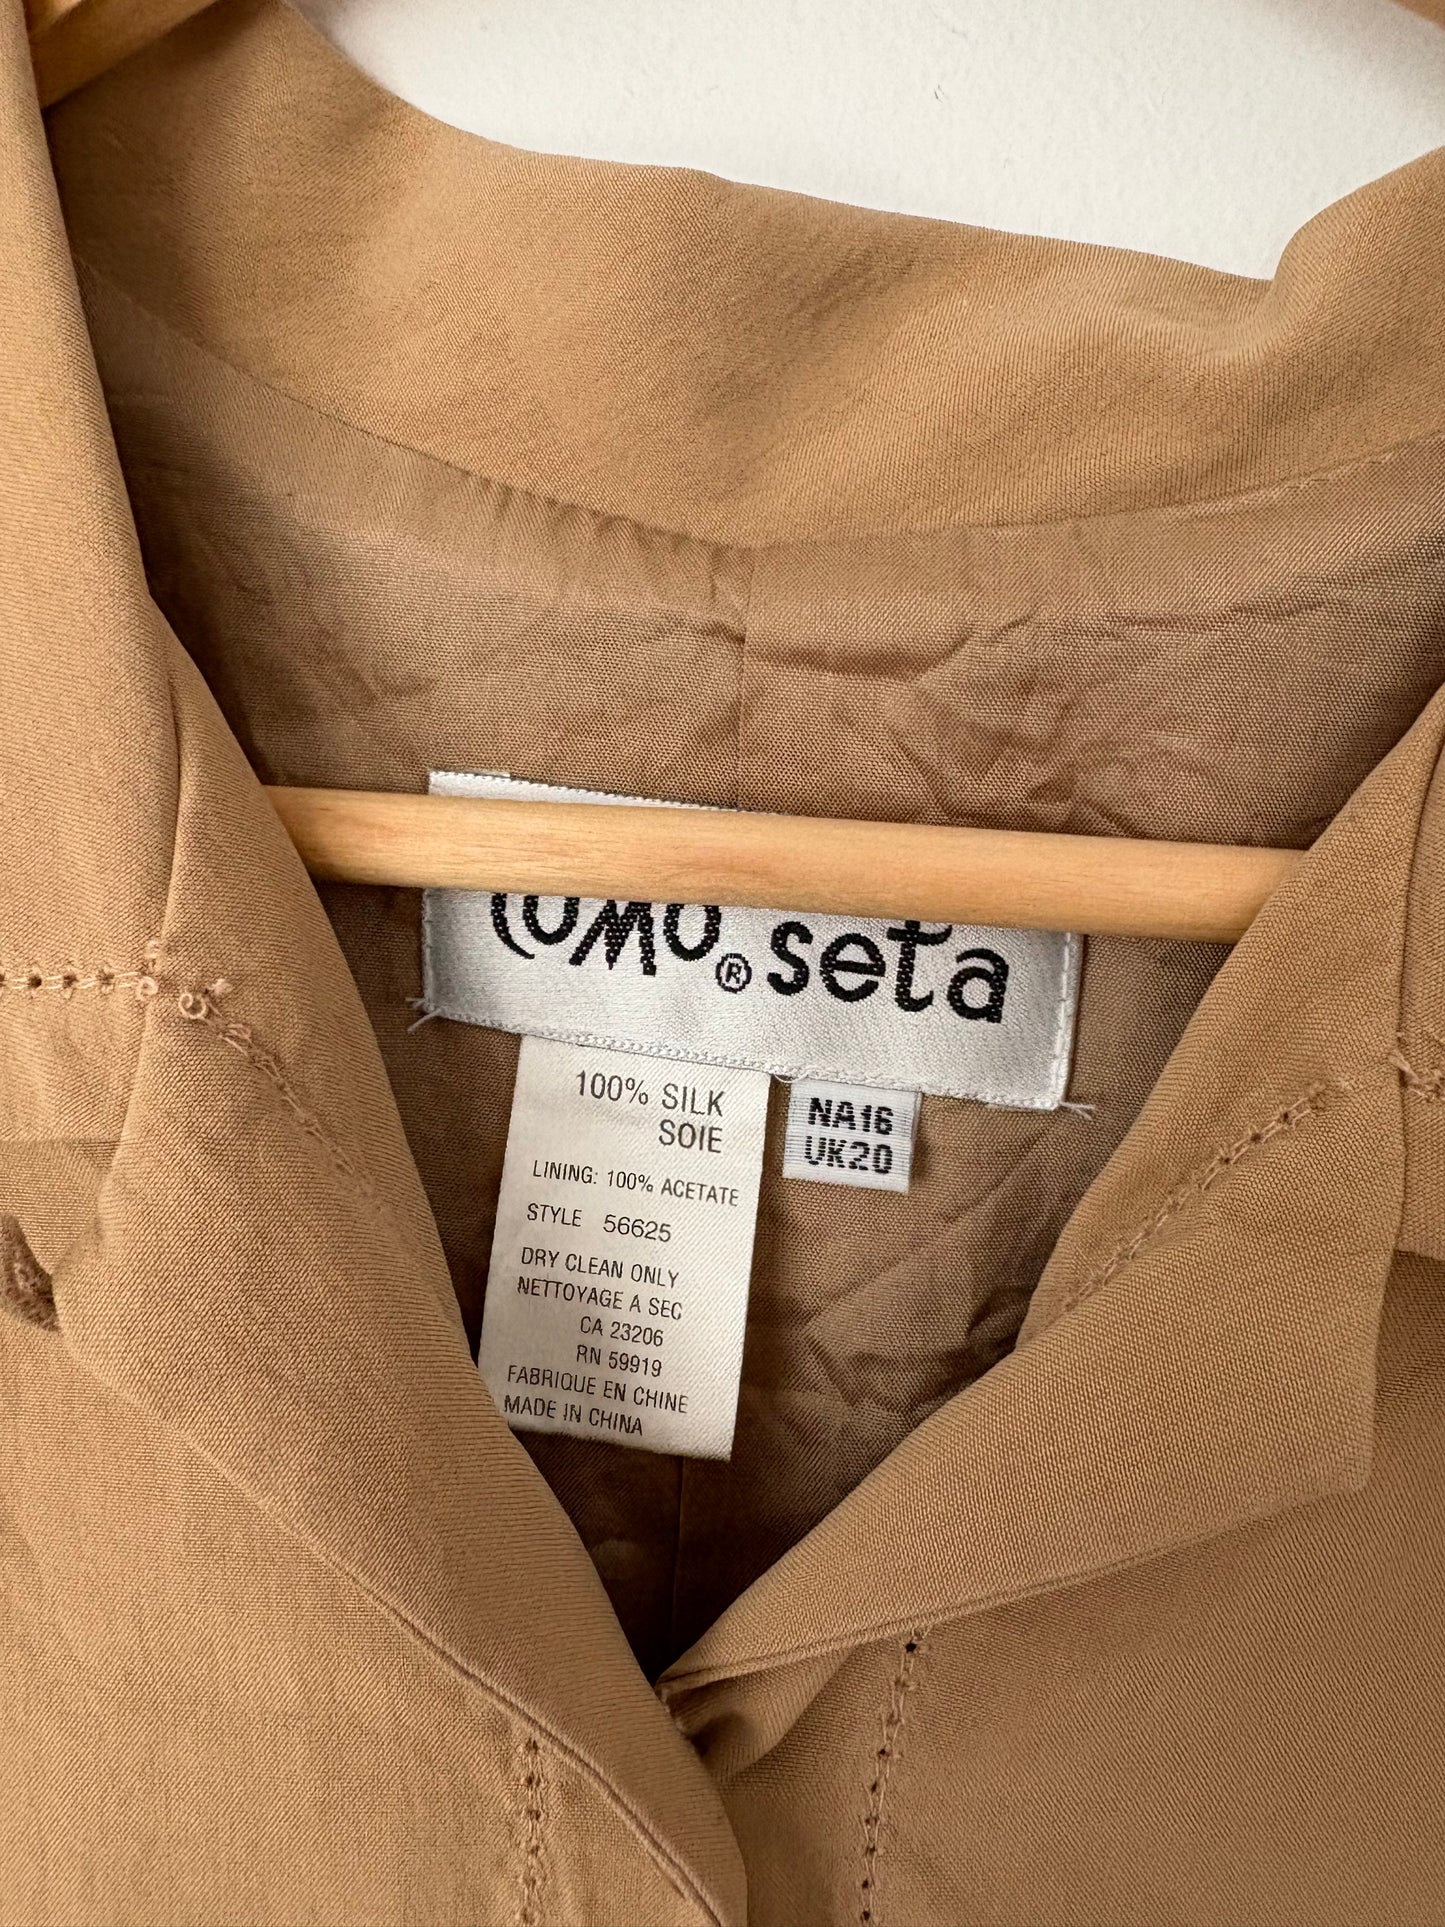 Como® seta
100% SILK
SOIE
LINING: 100% ACETATE
STYLE 56625
DRY CLEAN ONLY
NETTOYAGE A SEC
CA 23206
RN 59919
FABRIQUE EN CHINE
MADE IN CHINA
NA16
UK20